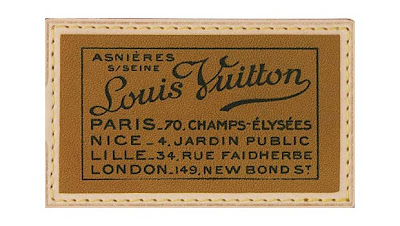 ASNIÈRES
S/SEINE
Louis Vuitton
PARIS_70, CHAMPS-ÉLYSÉES
NICE_4, JARDIN PUBLIC
LILLE_34, RUE FAIDHERBE
LONDON_149, NEW BOND ST